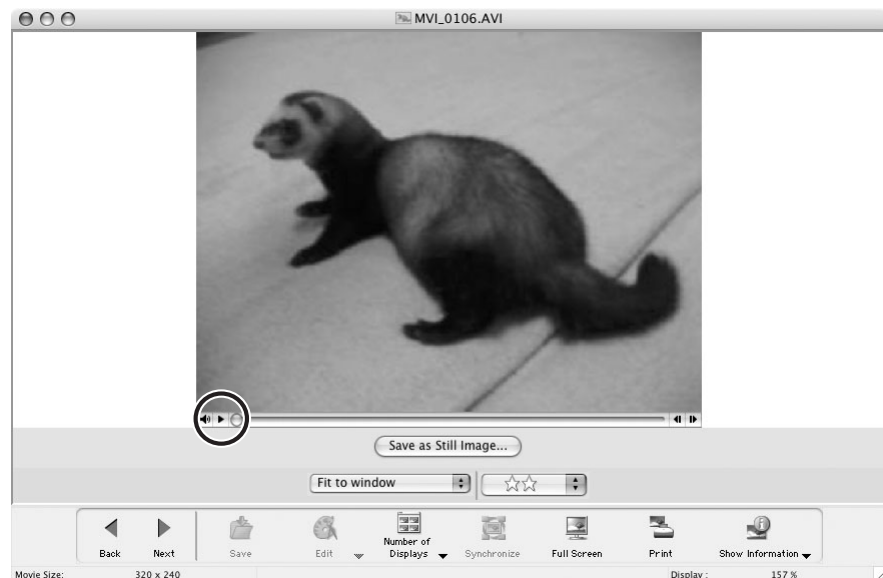 MVI_0106.AVI
Save as Still Image...
Fit to window
Back
Next
Save
Edit
Number of
Displays
Synchronize
Full Screen
Print
Show Information
Movie Size: 320 x 240
Display : 157 %